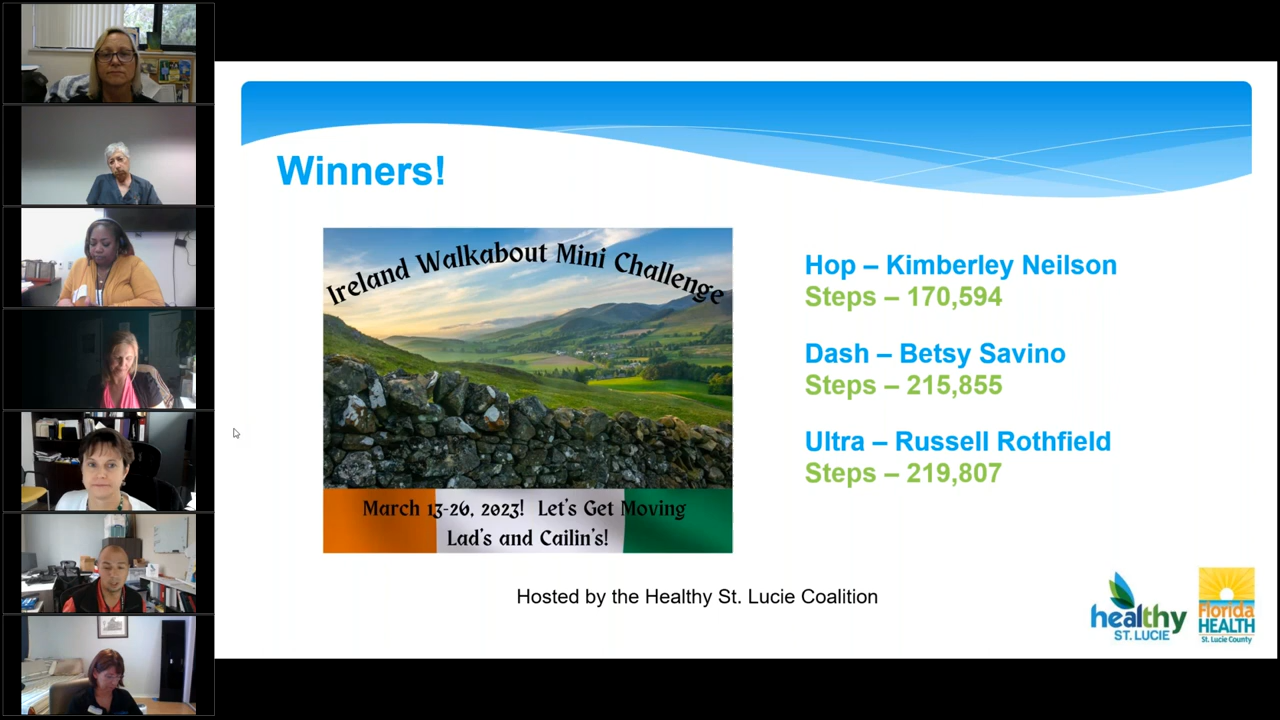 Winners!
Ireland Walkabout Mini Challenge
March 13-26, 2023! Let's Get Moving
Lad's and Cailin's!
Hop – Kimberley Neilson
Steps – 170,594
Dash – Betsy Savino
Steps – 215,855
Ultra – Russell Rothfield
Steps – 219,807
Hosted by the Healthy St. Lucie Coalition
healthy
ST. LUCIE
Florida
HEALTH
St. Lucie County